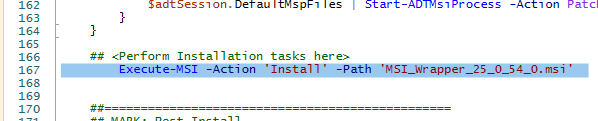 162 $adtSession.DefaultMspFiles | Start-ADTMsiProcess -Action Patch
163 }
164 }
165
166 ## <Perform Installation tasks here>
167 Execute-MSI -Action 'Install' -Path 'MSI_Wrapper_25_0_54_0.msi'
168
169
170 ##================================================
171 ## MARK: Post-Install